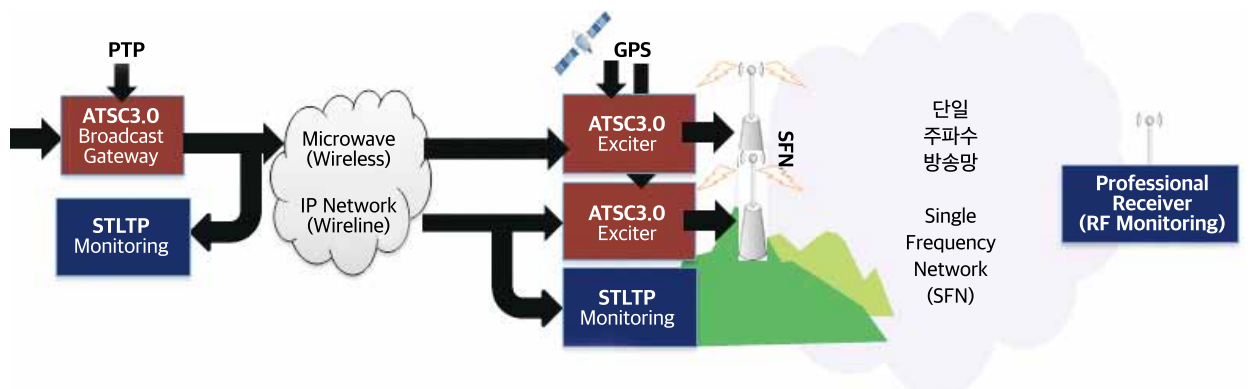 PTP
ATSC3.0
Broadcast
Gateway
STLTP
Monitoring
Microwave
(Wireless)
IP Network
(Wireline)
GPS
ATSC3.0
Exciter
ATSC3.0
Exciter
STLTP
Monitoring
SFN
단일
주파수
방송망
Single
Frequency
Network
(SFN)
Professional
Receiver
(RF Monitoring)